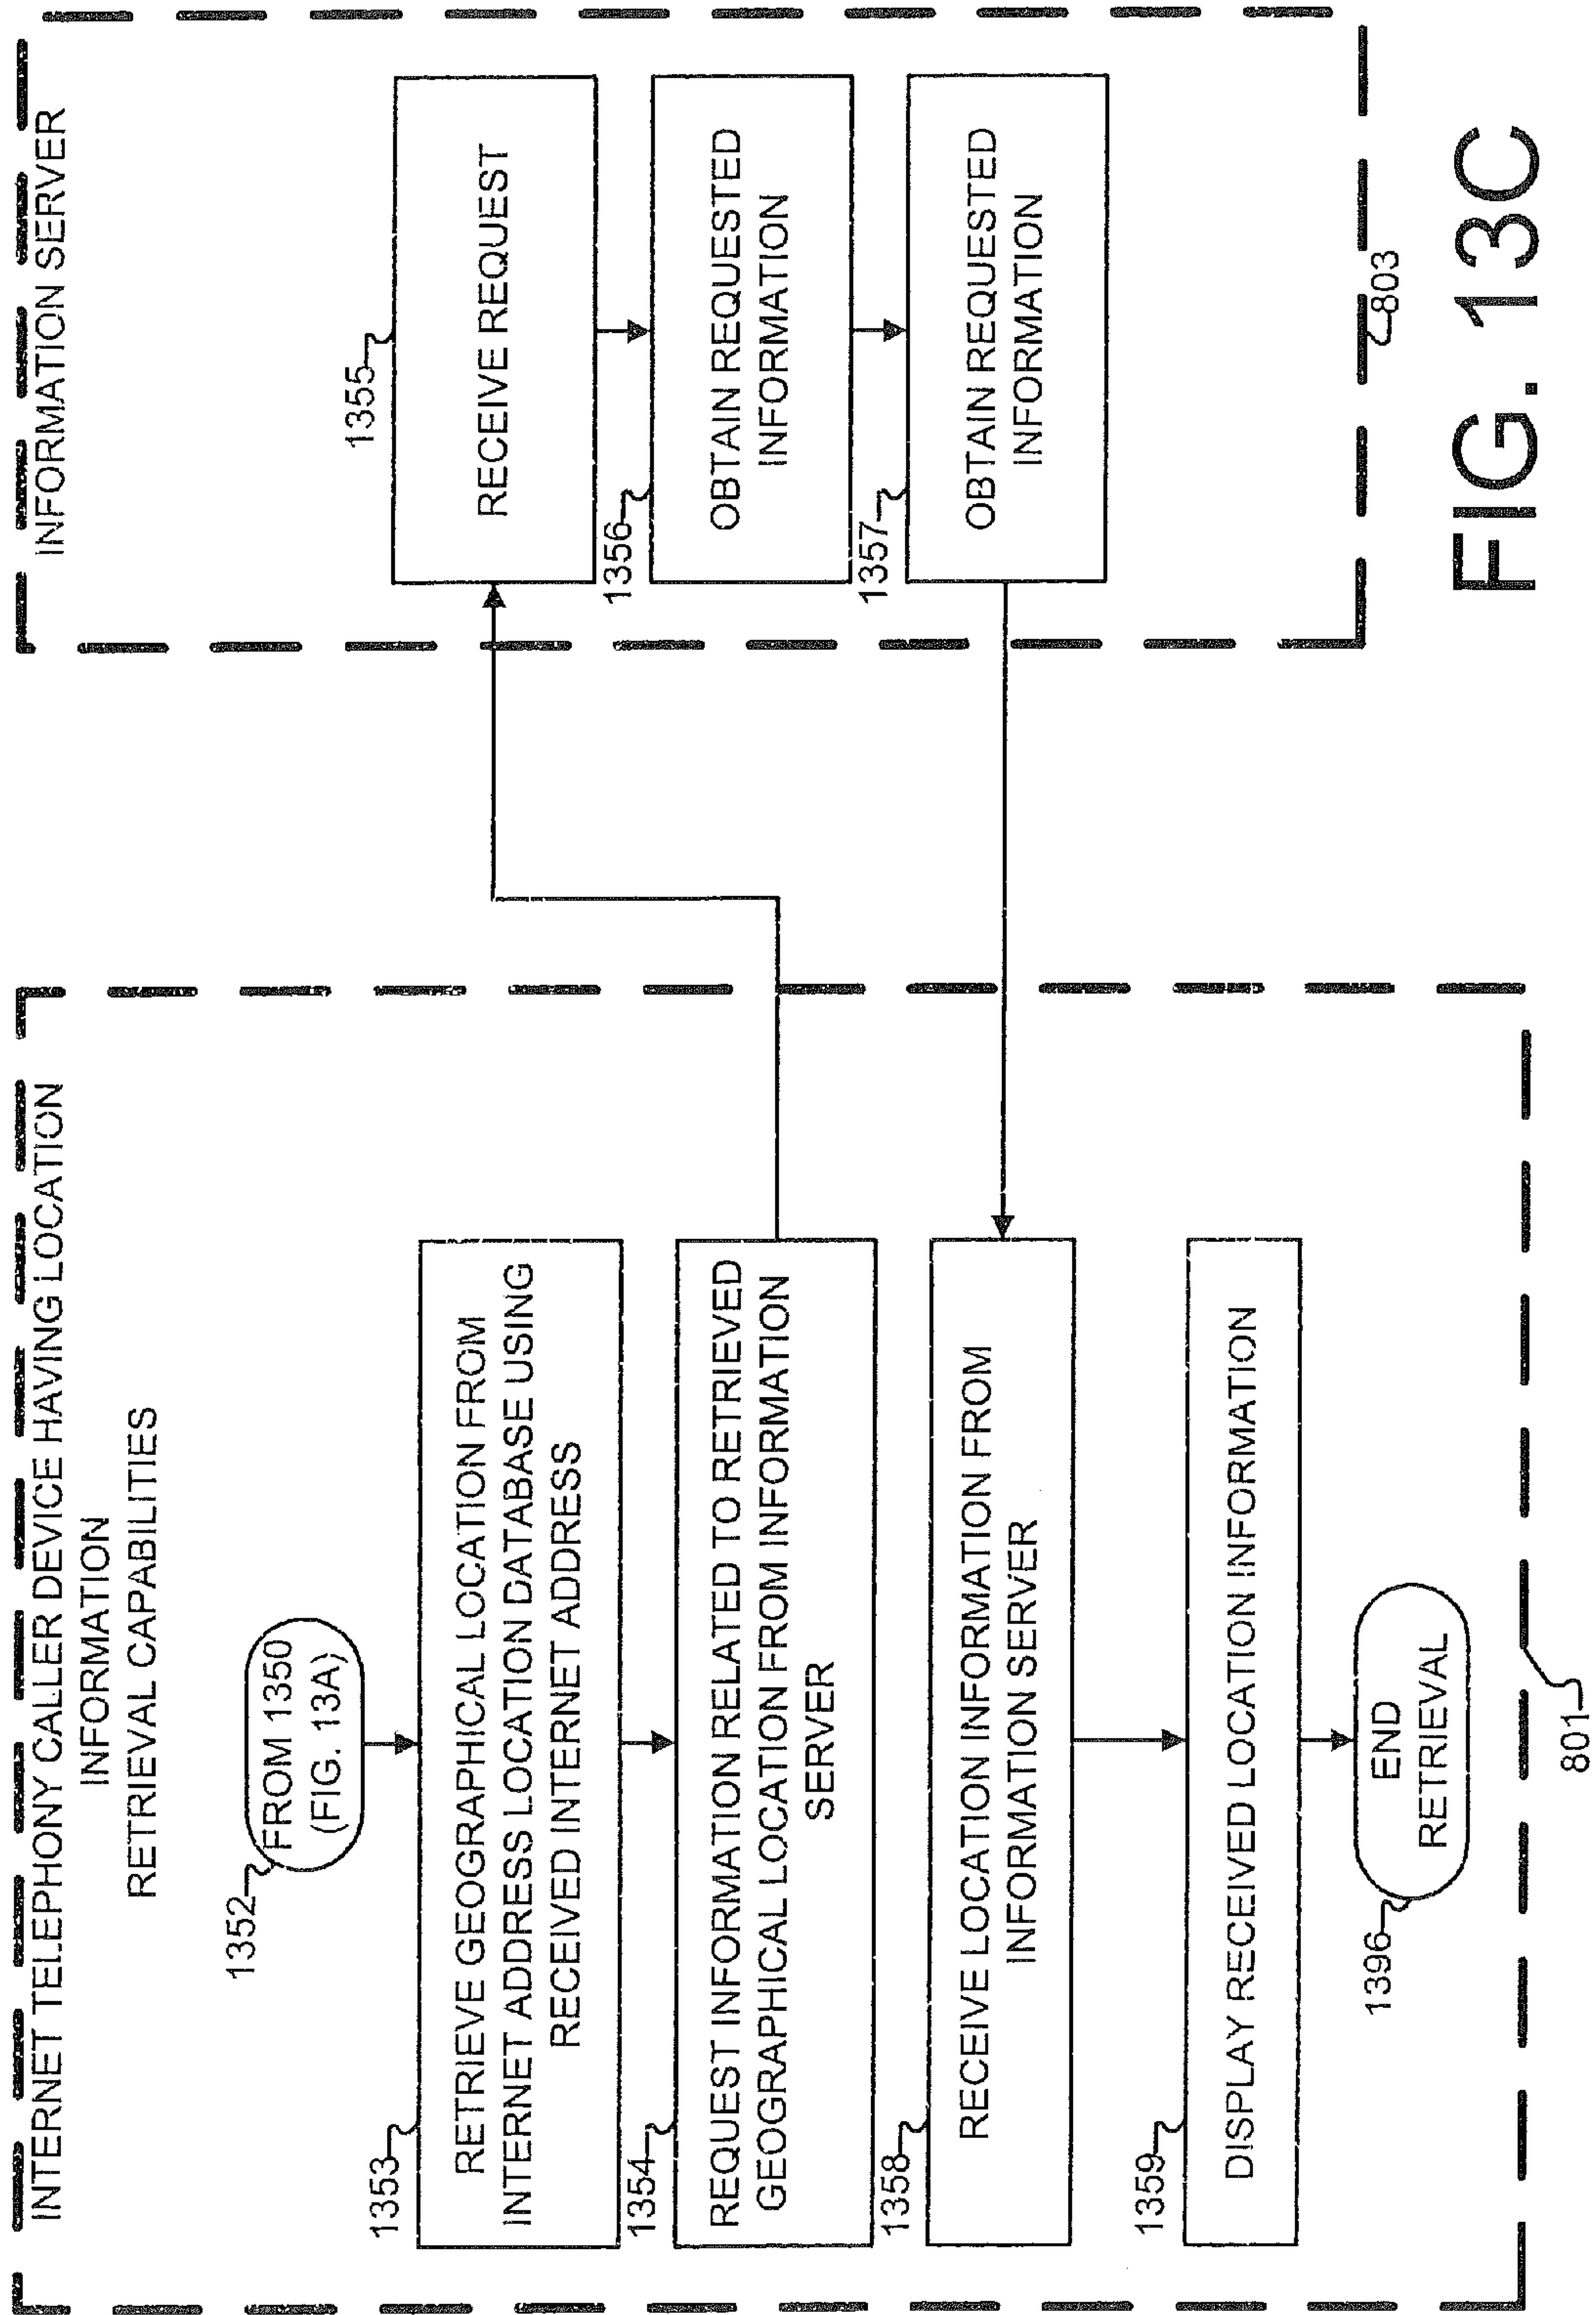 INTERNET TELEPHONY CALLER DEVICE HAVING LOCATION
INFORMATION
RETRIEVAL CAPABILITIES
1352
FROM 1350
(FIG. 13A)
1353
RETRIEVE GEOGRAPHICAL LOCATION FROM
INTERNET ADDRESS LOCATION DATABASE USING
RECEIVED INTERNET ADDRESS
1354
REQUEST INFORMATION RELATED TO RETRIEVED
GEOGRAPHICAL LOCATION FROM INFORMATION
SERVER
1358
RECEIVE LOCATION INFORMATION FROM
INFORMATION SERVER
1359
DISPLAY RECEIVED LOCATION INFORMATION
1396
END
RETRIEVAL
801
INFORMATION SERVER
1355
RECEIVE REQUEST
1356
OBTAIN REQUESTED
INFORMATION
1357
OBTAIN REQUESTED
INFORMATION
803
FIG. 13C